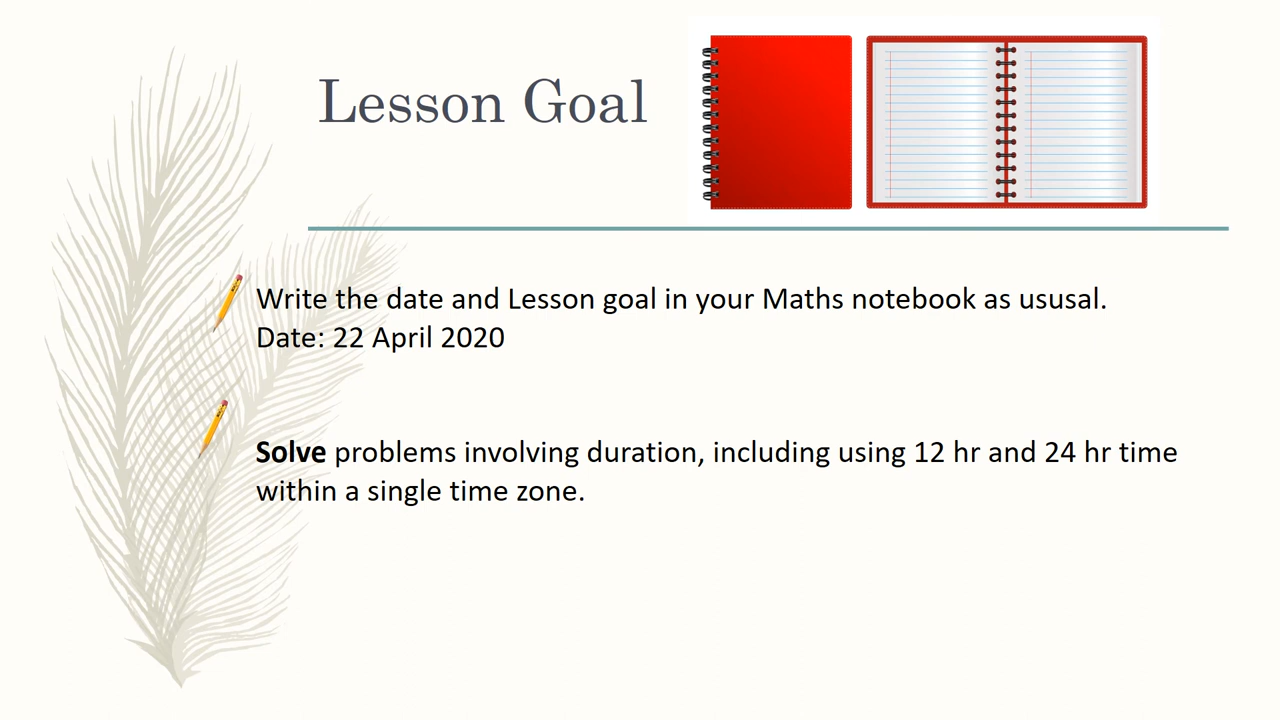 Lesson Goal
Write the date and Lesson goal in your Maths notebook as ususal.
Date: 22 April 2020
Solve problems involving duration, including using 12 hr and 24 hr time
within a single time zone.